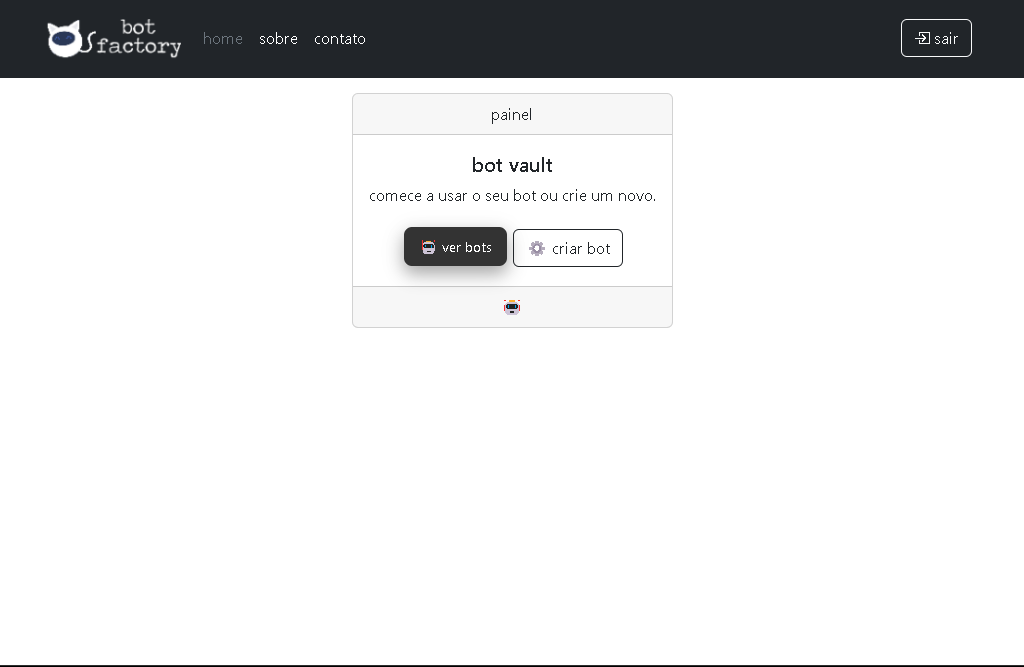 bot
factory
home sobre contato
sair
painel
bot vault
comece a usar o seu bot ou crie um novo.
ver bots criar bot